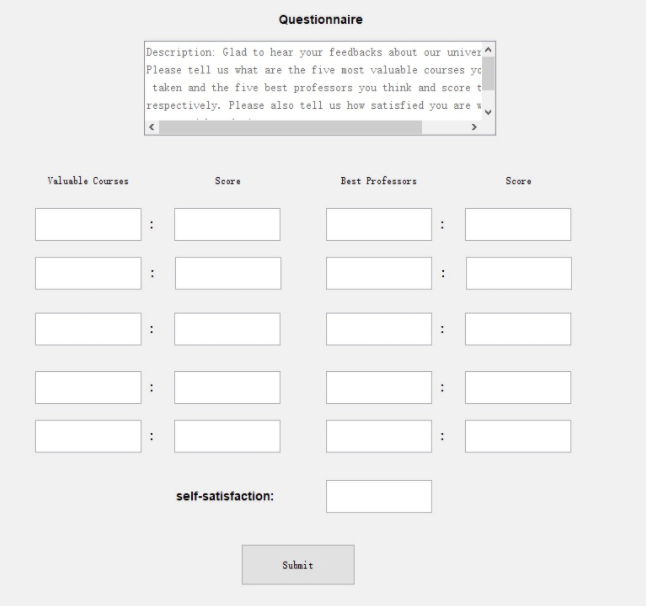 Questionnaire
Description: Glad to hear your feedbacks about our univer
Please tell us what are the five most valuable courses yo
taken and the five best professors you think and score t
respectively. Please also tell us how satisfied you are w
Valuable Courses Score Best Professors Score
: :
: :
: :
: :
: :
self-satisfaction:
Submit